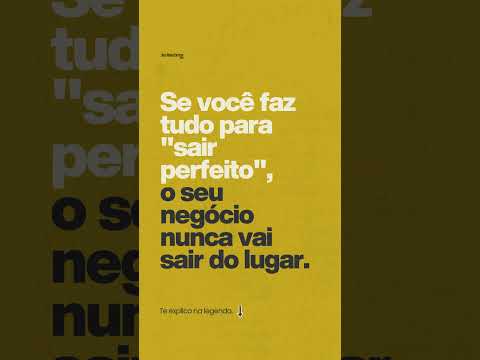 Se você faz
tudo para
"sair
perfeito",
o seu
negócio
nunca vai
sair do lugar.
Te explico na legenda.